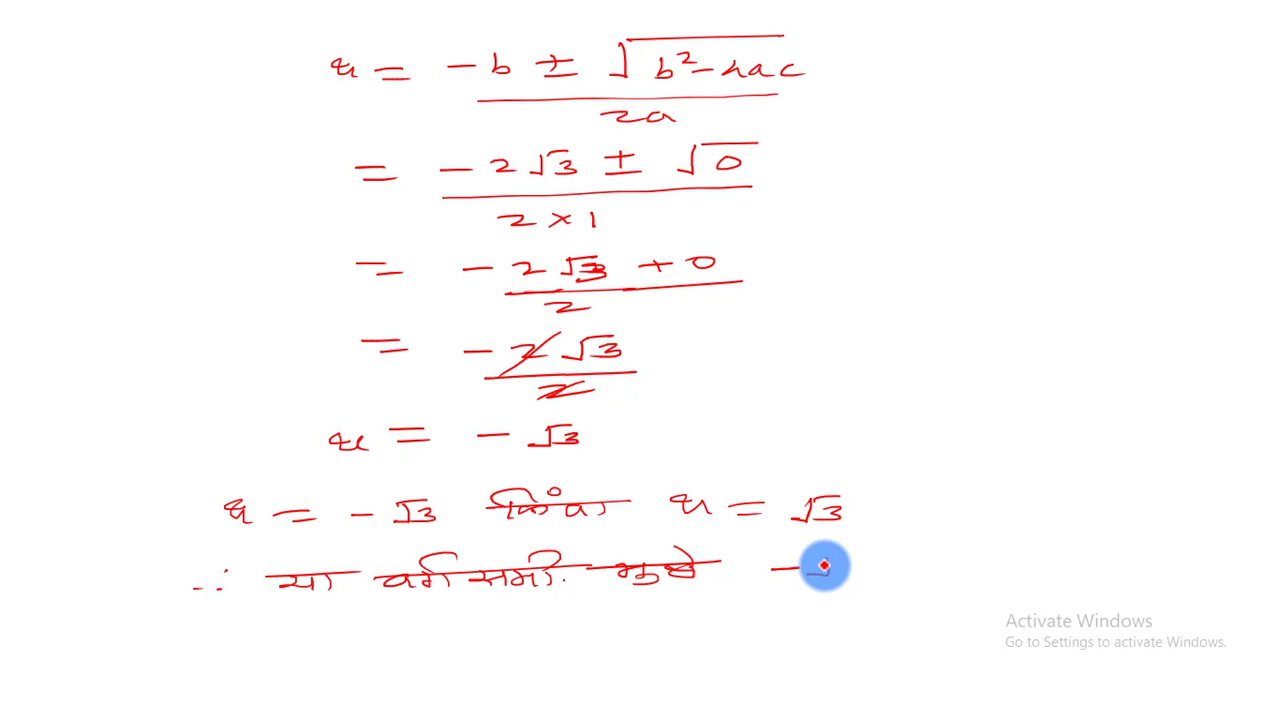 x = -b ± √b²-4ac / 2a
= -2√3 ± √0 / 2×1
= -2√3 + 0 / 2
= -2√3 / 2
x = -√3
x = -√3 किंवा x = √3
∴ या वर्ग समी. मुळे -
Activate Windows
Go to Settings to activate Windows.